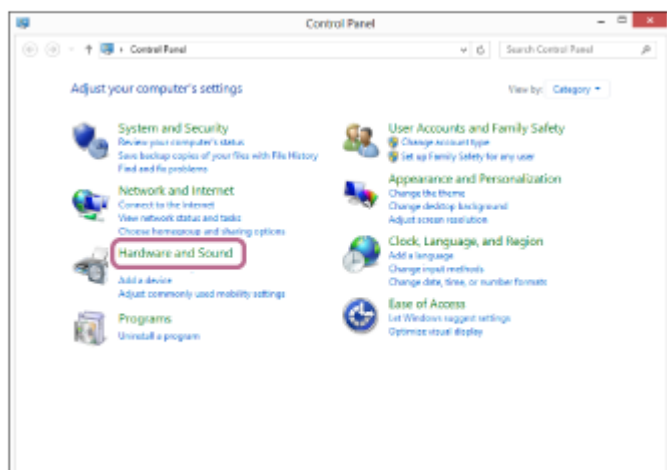 Control Panel
Control Panel
Search Control Panel
Adjust your computer's settings
View by: Category
System and Security
Review your computer's status
Save backup copies of your files with File History
Find and fix problems
Network and Internet
Connect to the Internet
View network status and tasks
Choose homegroup and sharing options
Hardware and Sound
Add a device
Adjust commonly used mobility settings
Programs
Uninstall a program
User Accounts and Family Safety
Change account type
Set up Family Safety for any user
Appearance and Personalization
Change the theme
Change desktop background
Adjust screen resolution
Clock, Language, and Region
Add a language
Change input methods
Change date, time, or number formats
Ease of Access
Let Windows suggest settings
Optimize visual display